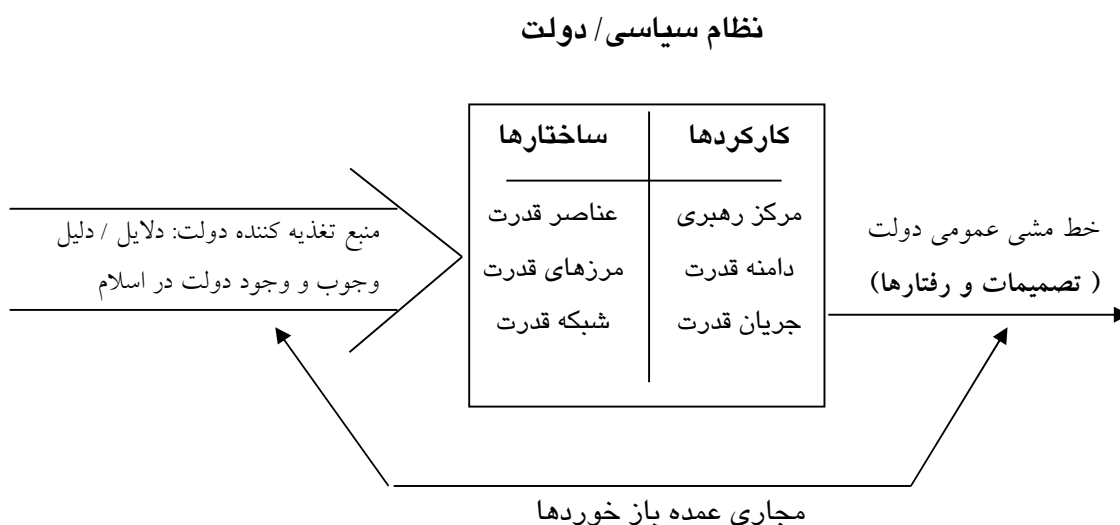 نظام سیاسی/ دولت
کارکردها ساختارها
مرکز رهبری عناصر قدرت
دامنه قدرت مرزهای قدرت
جریان قدرت شبکه قدرت
خط مشی عمومی دولت
( تصمیمات و رفتارها)
منبع تغذیه کننده دولت: دلایل / دلیل
وجوب و وجود دولت در اسلام
مجاری عمده باز خوردها